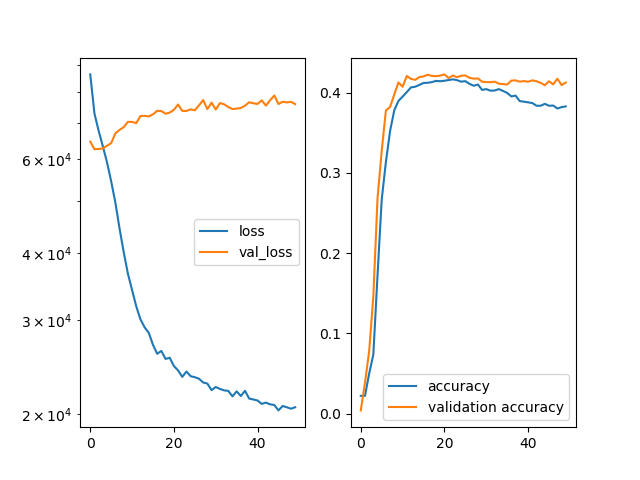 6 × 10⁴
4 × 10⁴
3 × 10⁴
2 × 10⁴
0 20 40
loss
val_loss
0.4
0.3
0.2
0.1
0.0
0 20 40
accuracy
validation accuracy